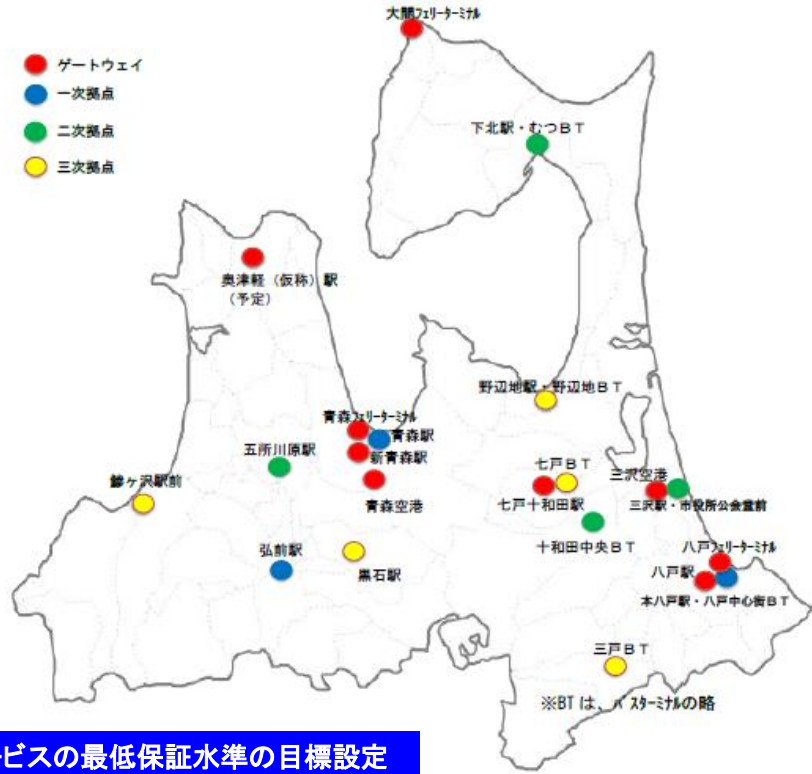 大間フェリーターミナル
ゲートウェイ
一次拠点
二次拠点
三次拠点
下北駅・むつBT
奥津軽（仮称）駅
（予定）
野辺地駅・野辺地BT
青森フェリーターミナル
青森駅
新青森駅
五所川原駅
青森空港
鰺ヶ沢駅前
七戸BT
三沢空港
七戸十和田駅
三沢駅・市役所公会堂前
十和田中央BT
八戸フェリーターミナル
弘前駅
黒石駅
八戸駅
本八戸駅・八戸中心街BT
三戸BT
※BTは、バスターミナルの略
ービスの最低保証水準の目標設定